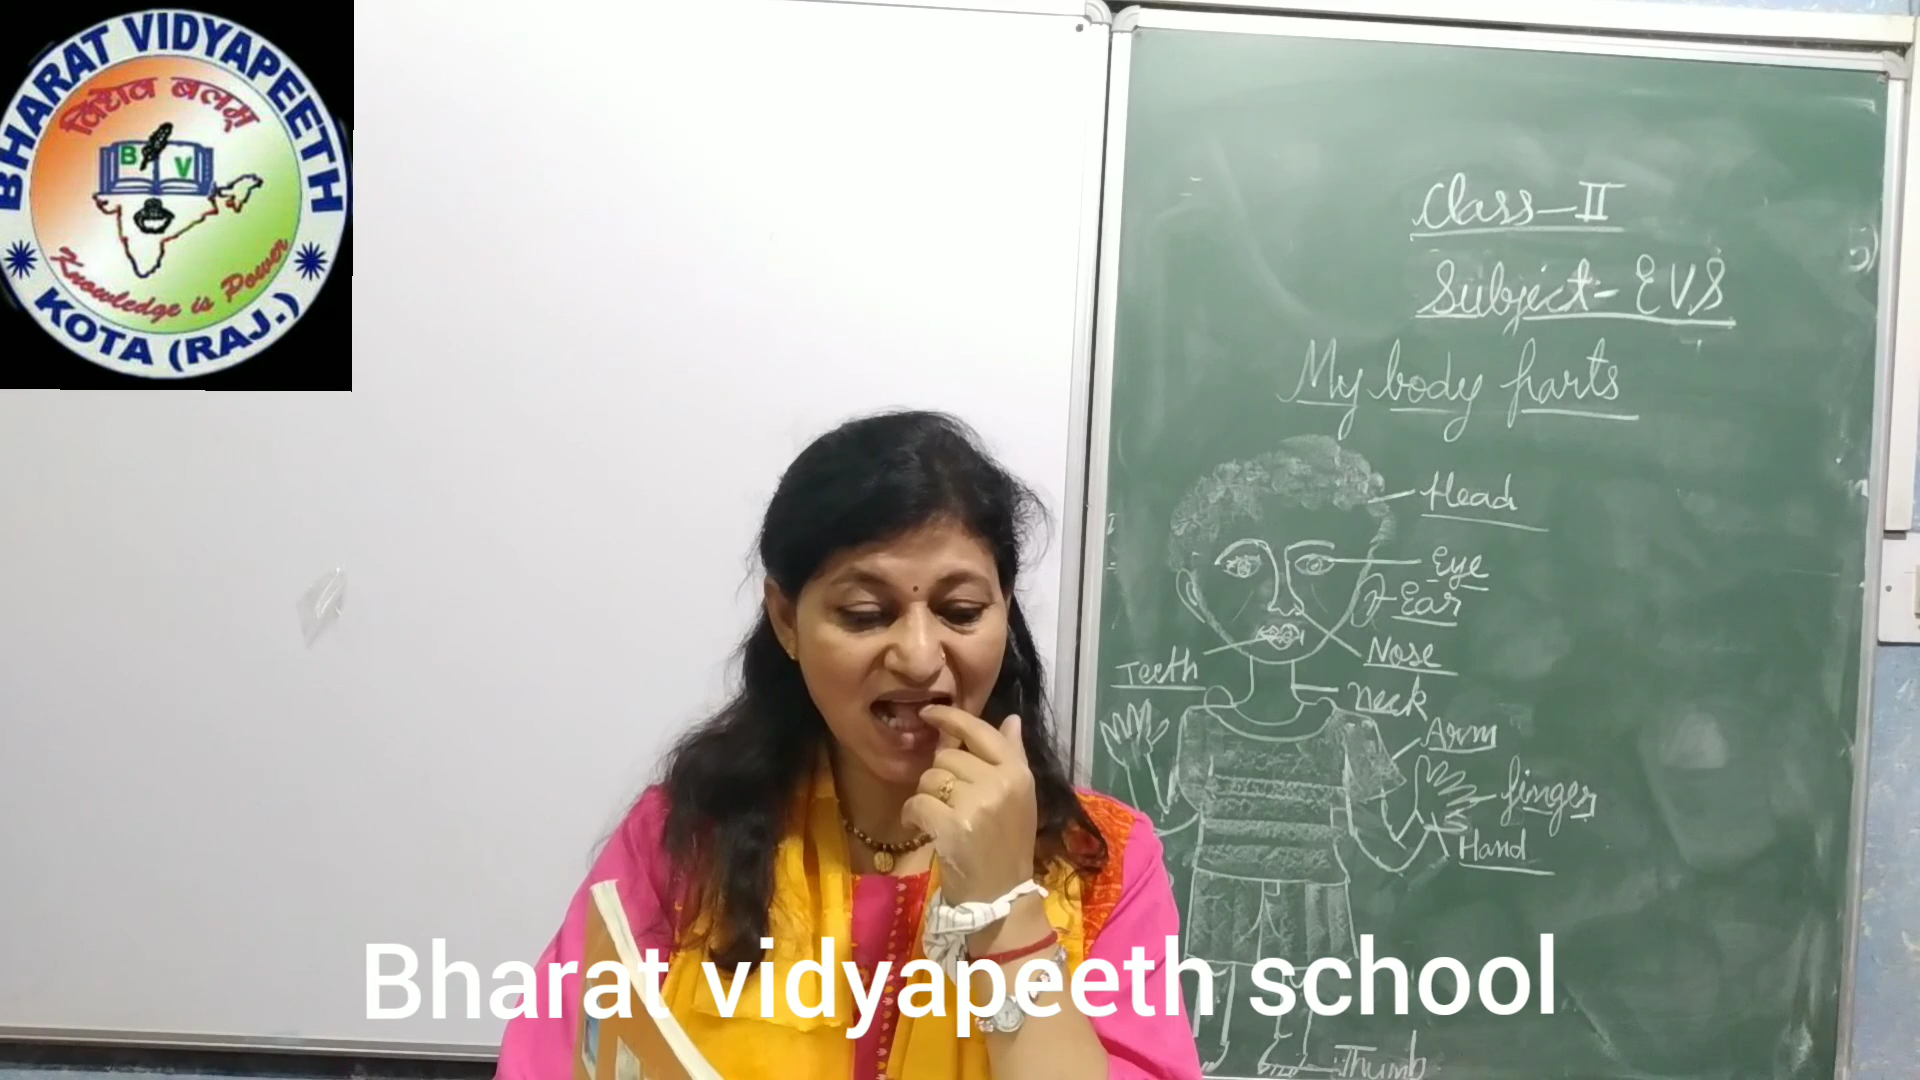 BHARAT VIDYAPEETH
विद्यैव बलम्
B V
Knowledge is Power
KOTA (RAJ.)
Class-II
Subject-EVS
My body parts
Head
Eye
Ear
Nose
Teeth
Neck
Arm
finger
Hand
Bharat vidyapeeth school
Thumb